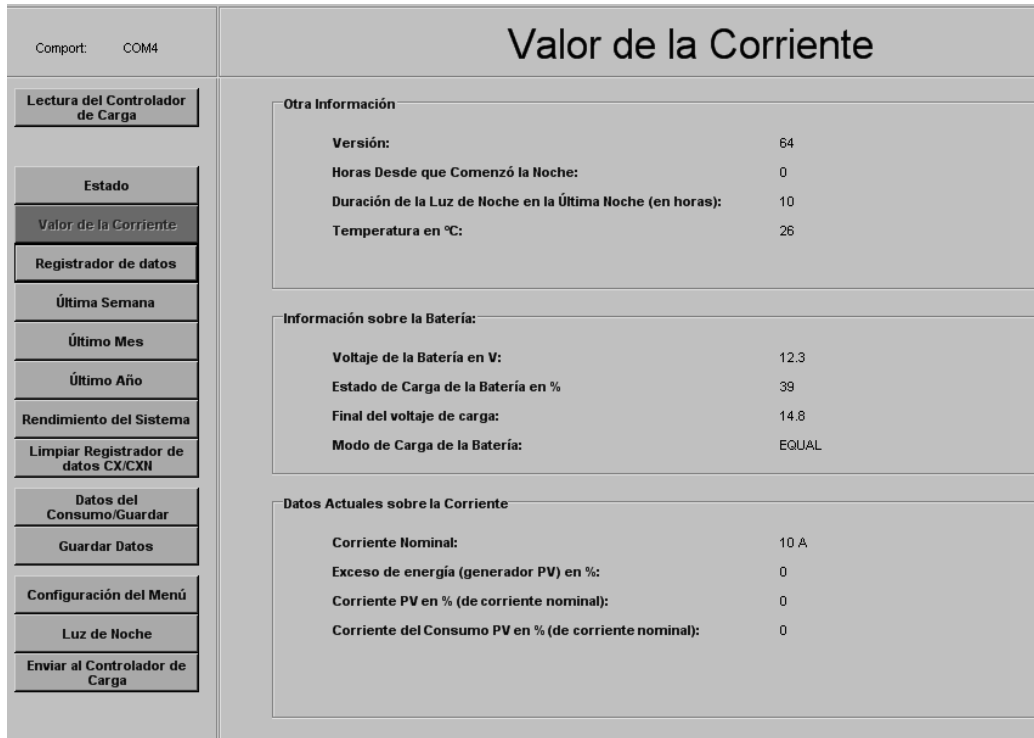 Comport: COM4
Valor de la Corriente
Lectura del Controlador
de Carga
Estado
Valor de la Corriente
Registrador de datos
Última Semana
Último Mes
Último Año
Rendimiento del Sistema
Limpiar Registrador de
datos CX/CXN
Datos del
Consumo/Guardar
Guardar Datos
Configuración del Menú
Luz de Noche
Enviar al Controlador de
Carga
Otra Información
Versión: 64
Horas Desde que Comenzó la Noche: 0
Duración de la Luz de Noche en la Última Noche (en horas): 10
Temperatura en ºC: 26
Información sobre la Batería:
Voltaje de la Batería en V: 12.3
Estado de Carga de la Batería en % 39
Final del voltaje de carga: 14.8
Modo de Carga de la Batería: EQUAL
Datos Actuales sobre la Corriente
Corriente Nominal: 10 A
Exceso de energía (generador PV) en %: 0
Corriente PV en % (de corriente nominal): 0
Corriente del Consumo PV en % (de corriente nominal): 0